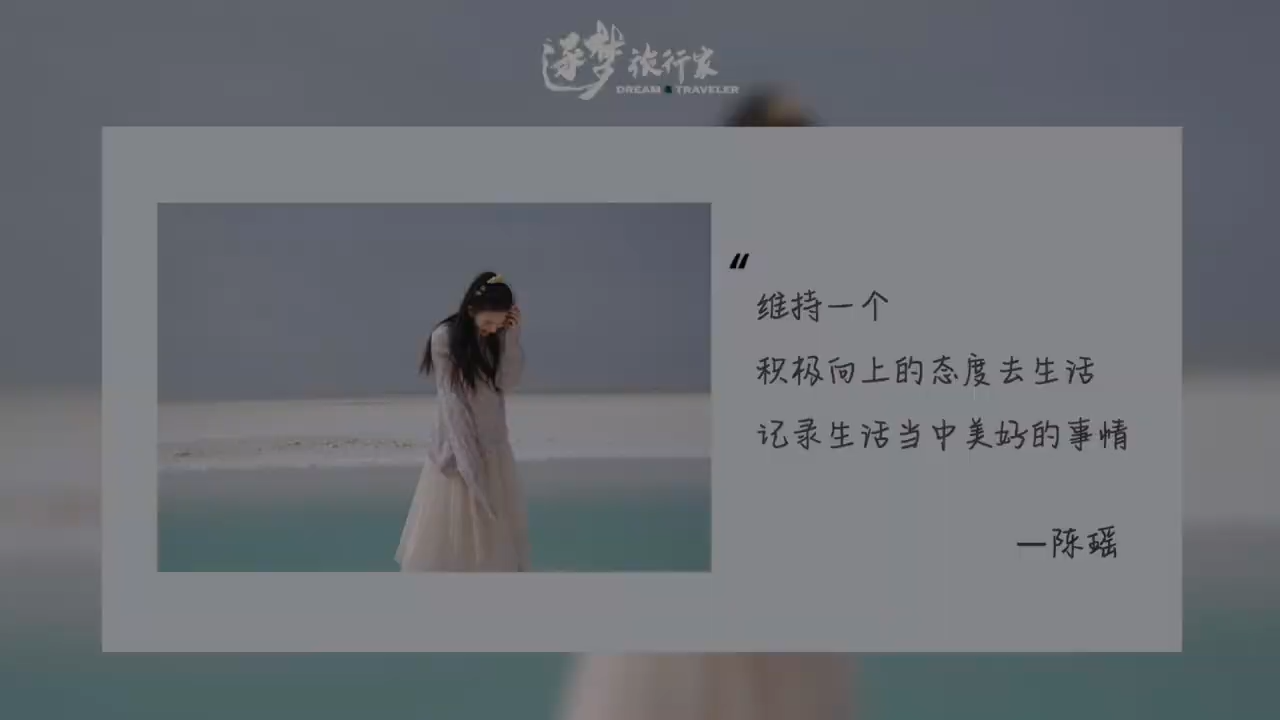 逐梦旅行家
DREAM & TRAVELER
“
维持一个
积极向上的态度去生活
记录生活当中美好的事情
—陈瑶